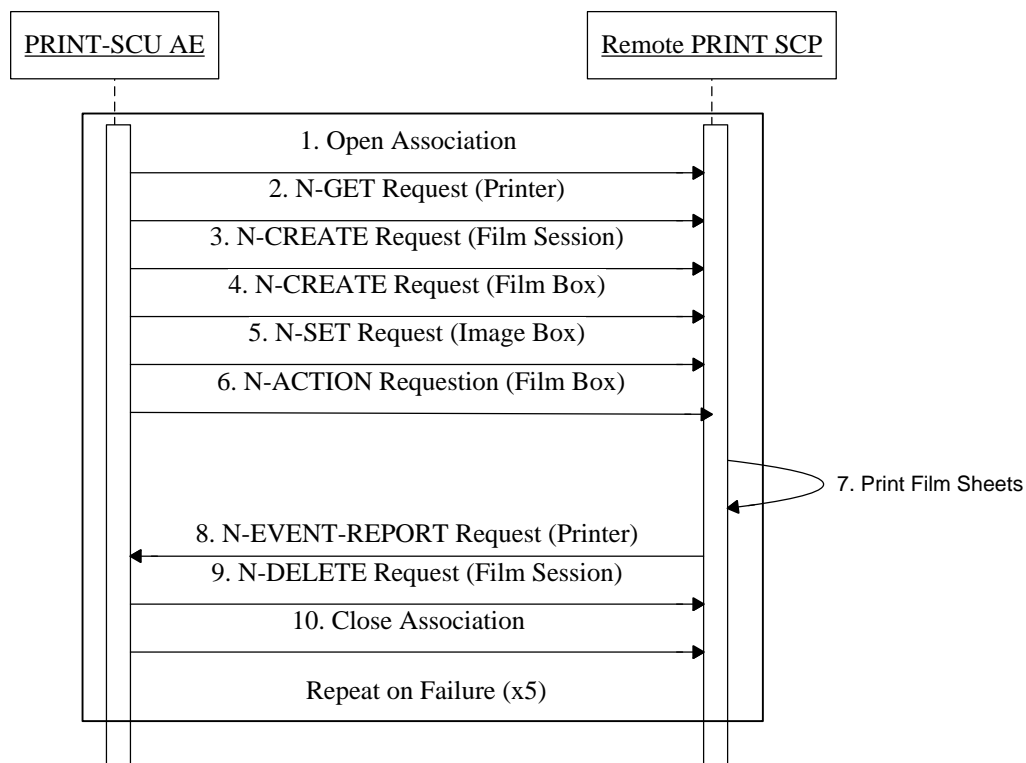 PRINT-SCU AE
Remote PRINT SCP
1. Open Association
2. N-GET Request (Printer)
3. N-CREATE Request (Film Session)
4. N-CREATE Request (Film Box)
5. N-SET Request (Image Box)
6. N-ACTION Requestion (Film Box)
7. Print Film Sheets
8. N-EVENT-REPORT Request (Printer)
9. N-DELETE Request (Film Session)
10. Close Association
Repeat on Failure (x5)